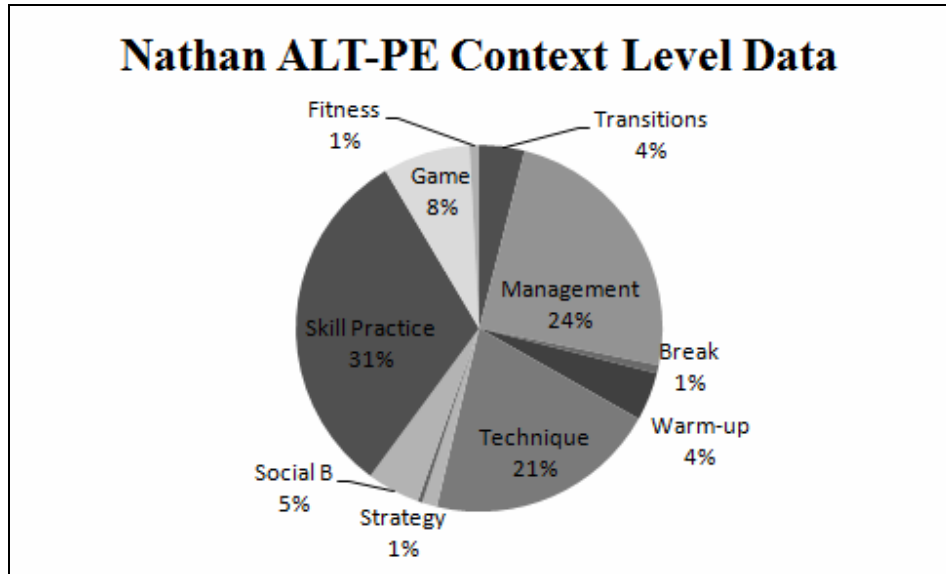 Nathan ALT-PE Context Level Data
Fitness
1%
Transitions
4%
Game
8%
Management
24%
Skill Practice
31%
Break
1%
Warm-up
4%
Technique
21%
Social B
5%
Strategy
1%